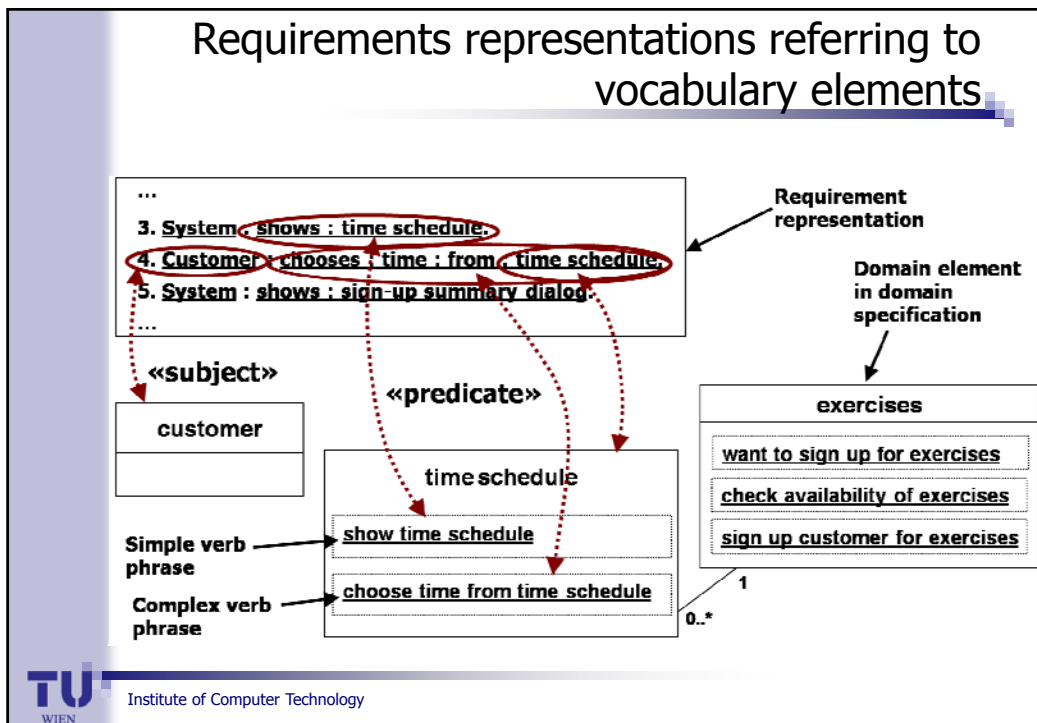 Requirements representations referring to
vocabulary elements
...
3. System : shows : time schedule.
4. Customer : chooses : time : from : time schedule.
5. System : shows : sign-up summary dialog.
...
Requirement
representation
Domain element
in domain
specification
«subject»
«predicate»
customer
exercises
want to sign up for exercises
check availability of exercises
sign up customer for exercises
time schedule
show time schedule
choose time from time schedule
Simple verb
phrase
Complex verb
phrase
1
0..*
TU
WIEN
Institute of Computer Technology